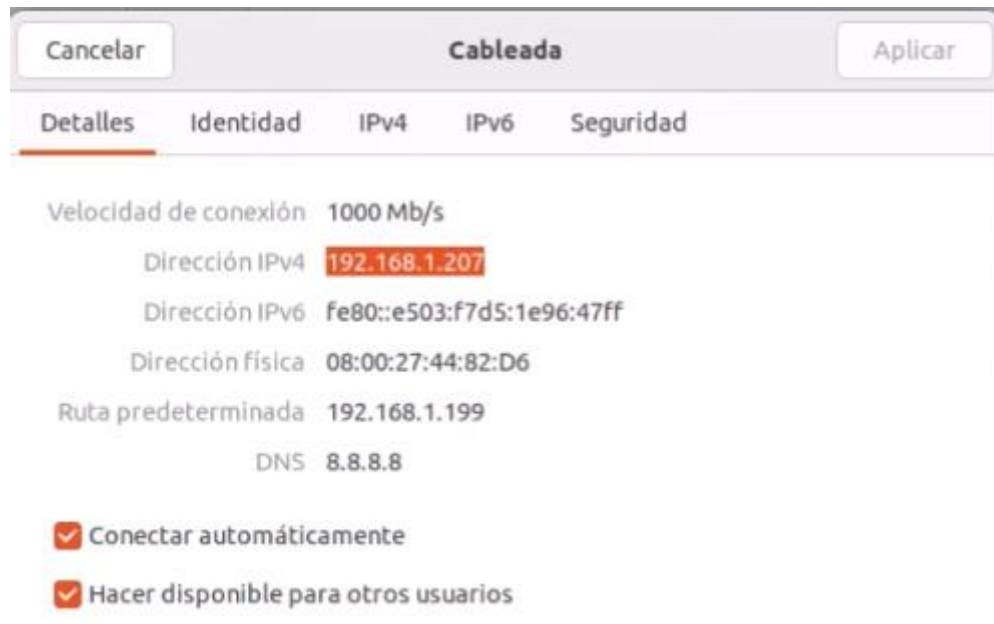 Cancelar Cableada Aplicar
Detalles Identidad IPv4 IPv6 Seguridad
Velocidad de conexión 1000 Mb/s
Dirección IPv4 192.168.1.207
Dirección IPv6 fe80::e503:f7d5:1e96:47ff
Dirección física 08:00:27:44:82:D6
Ruta predeterminada 192.168.1.199
DNS 8.8.8.8
Conectar automáticamente
Hacer disponible para otros usuarios